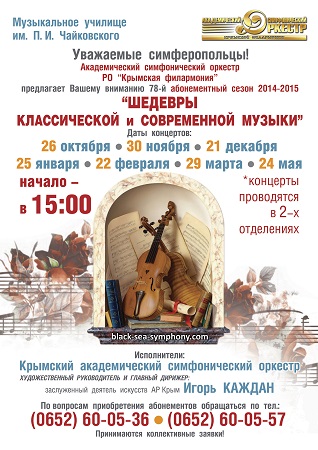 Музыкальное училище
им. П. И. Чайковского
АКАДЕМИЧЕСКИЙ СИМФОНИЧЕСКИЙ
ОРКЕСТР
Уважаемые симферопольцы!
Академический симфонический оркестр
РО "Крымская филармония"
предлагает Вашему вниманию 78-й абонементный сезон 2014-2015
"ШЕДЕВРЫ
КЛАССИЧЕСКОЙ и СОВРЕМЕННОЙ МУЗЫКИ"
Даты концертов:
26 октября • 30 ноября • 21 декабря
25 января • 22 февраля • 29 марта • 24 мая
начало –
в 15:00
*концерты
проводятся
в 2-х
отделениях
black-sea-symphony.com
Исполнители:
Крымский академический симфонический оркестр
ХУДОЖЕСТВЕННЫЙ РУКОВОДИТЕЛЬ И ГЛАВНЫЙ ДИРИЖЕР:
заслуженный деятель искусств АР Крым Игорь КАЖДАН
По вопросам приобретения абонементов обращаться по тел.:
(0652) 60-05-36 • (0652) 60-05-57
Принимаются коллективные заявки!